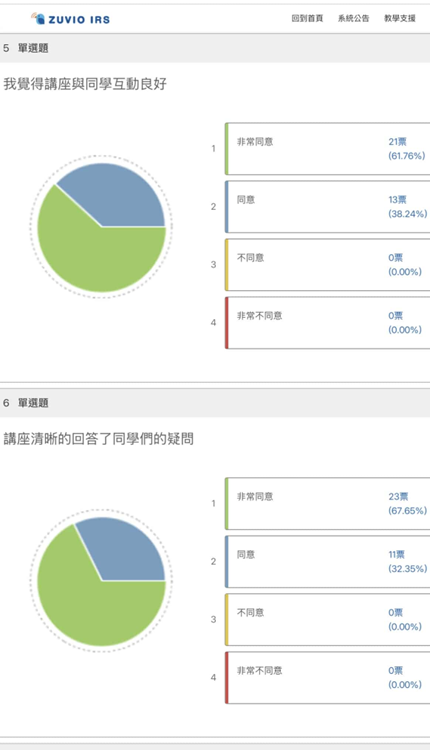 ZUVIO IRS 回到首頁 系統公告 教學支援
5 單選題
我覺得講座與同學互動良好
1 非常同意 21票
(61.76%)
2 同意 13票
(38.24%)
3 不同意 0票
(0.00%)
4 非常不同意 0票
(0.00%)
6 單選題
講座清晰的回答了同學們的疑問
1 非常同意 23票
(67.65%)
2 同意 11票
(32.35%)
3 不同意 0票
(0.00%)
4 非常不同意 0票
(0.00%)